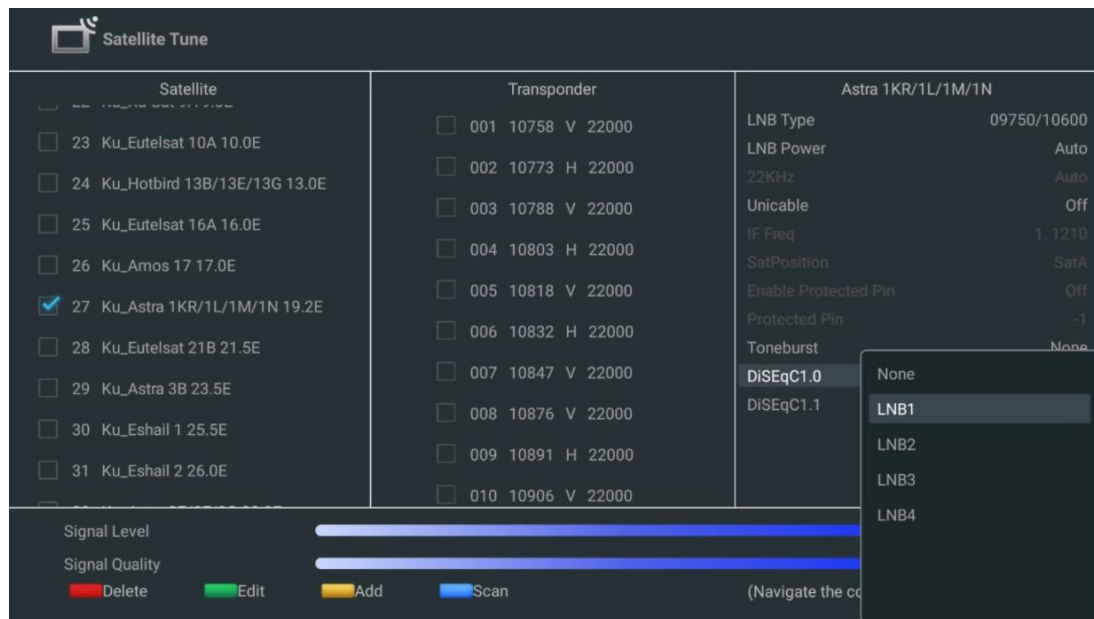 Satellite Tune
Satellite
23 Ku_Eutelsat 10A 10.0E
24 Ku_Hotbird 13B/13E/13G 13.0E
25 Ku_Eutelsat 16A 16.0E
26 Ku_Amos 17 17.0E
27 Ku_Astra 1KR/1L/1M/1N 19.2E
28 Ku_Eutelsat 21B 21.5E
29 Ku_Astra 3B 23.5E
30 Ku_Eshail 1 25.5E
31 Ku_Eshail 2 26.0E
Transponder
001 10758 V 22000
002 10773 H 22000
003 10788 V 22000
004 10803 H 22000
005 10818 V 22000
006 10832 H 22000
007 10847 V 22000
008 10876 V 22000
009 10891 H 22000
010 10906 V 22000
Astra 1KR/1L/1M/1N
LNB Type 09750/10600
LNB Power Auto
22KHz Auto
Unicable Off
IF Freq 1. 1210
SatPosition SatA
Enable Protected Pin Off
Protected Pin -1
Toneburst None
DiSEqC1.0
DiSEqC1.1
None
LNB1
LNB2
LNB3
LNB4
Signal Level
Signal Quality
Delete Edit Add Scan (Navigate the